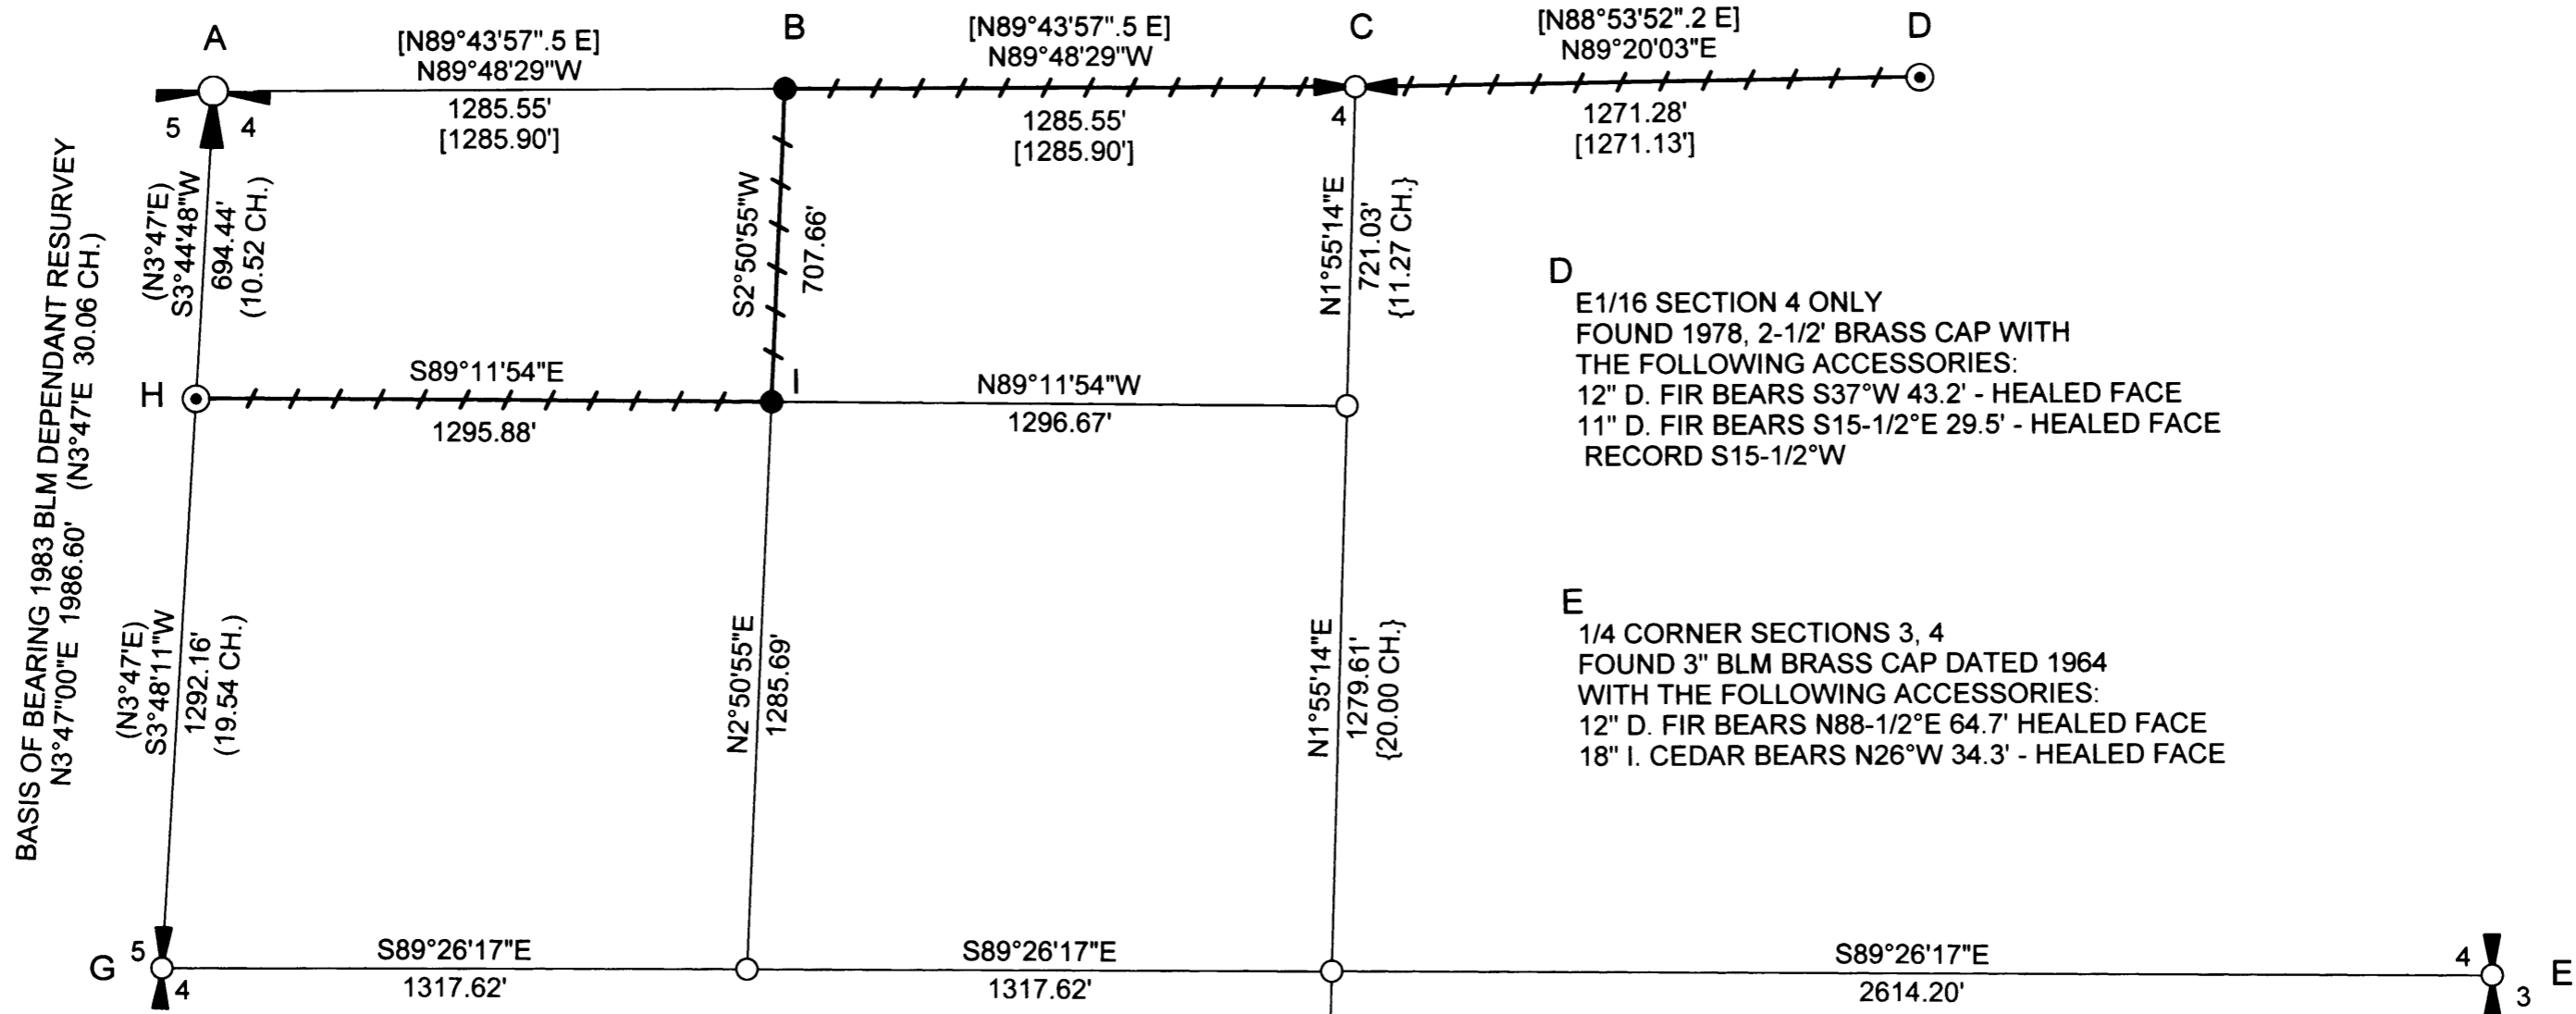 A
[N89°43'57".5 E]
N89°48'29"W
1285.55'
[1285.90']
B
[N89°43'57".5 E]
N89°48'29"W
1285.55'
[1285.90']
C
[N88°53'52".2 E]
N89°20'03"E
1271.28'
[1271.13']
D
5
4
4
BASIS OF BEARING 1983 BLM DEPENDANT RESURVEY
N3°47'00"E 1986.60' (N3°47'E 30.06 CH.)
(N3°47'E)
S3°44'48"W
694.44'
(10.52 CH.)
S2°50'55"W
707.66'
N1°55'14"E
721.03'
{11.27 CH.}
H
S89°11'54"E
1295.88'
I
N89°11'54"W
1296.67'
D
E1/16 SECTION 4 ONLY
FOUND 1978, 2-1/2' BRASS CAP WITH
THE FOLLOWING ACCESSORIES:
12" D. FIR BEARS S37°W 43.2' - HEALED FACE
11" D. FIR BEARS S15-1/2°E 29.5' - HEALED FACE
RECORD S15-1/2°W
(N3°47'E)
S3°48'11"W
1292.16'
(19.54 CH.)
N2°50'55"E
1285.69'
N1°55'14"E
1279.61'
{20.00 CH.}
E
1/4 CORNER SECTIONS 3, 4
FOUND 3" BLM BRASS CAP DATED 1964
WITH THE FOLLOWING ACCESSORIES:
12" D. FIR BEARS N88-1/2°E 64.7' HEALED FACE
18" I. CEDAR BEARS N26°W 34.3' - HEALED FACE
G
5
4
S89°26'17"E
1317.62'
S89°26'17"E
1317.62'
S89°26'17"E
2614.20'
4
3
E